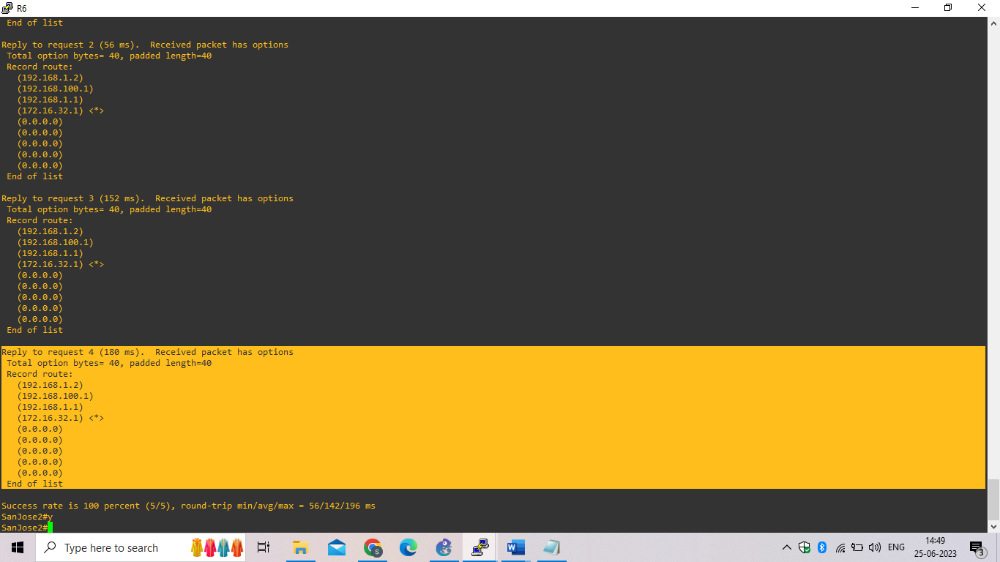 R6
End of list
Reply to request 2 (56 ms).  Received packet has options
Total option bytes= 40, padded length=40
Record route:
(192.168.1.2)
(192.168.100.1)
(192.168.1.1)
(172.16.32.1) <*>
(0.0.0.0)
(0.0.0.0)
(0.0.0.0)
(0.0.0.0)
(0.0.0.0)
End of list
Reply to request 3 (152 ms).  Received packet has options
Total option bytes= 40, padded length=40
Record route:
(192.168.1.2)
(192.168.100.1)
(192.168.1.1)
(172.16.32.1) <*>
(0.0.0.0)
(0.0.0.0)
(0.0.0.0)
(0.0.0.0)
(0.0.0.0)
End of list
Reply to request 4 (180 ms).  Received packet has options
Total option bytes= 40, padded length=40
Record route:
(192.168.1.2)
(192.168.100.1)
(192.168.1.1)
(172.16.32.1) <*>
(0.0.0.0)
(0.0.0.0)
(0.0.0.0)
(0.0.0.0)
(0.0.0.0)
End of list
Success rate is 100 percent (5/5), round-trip min/avg/max = 56/142/196 ms
SanJose2#y
SanJose2#
Type here to search
S
W
ENG
14:49
25-06-2023
3